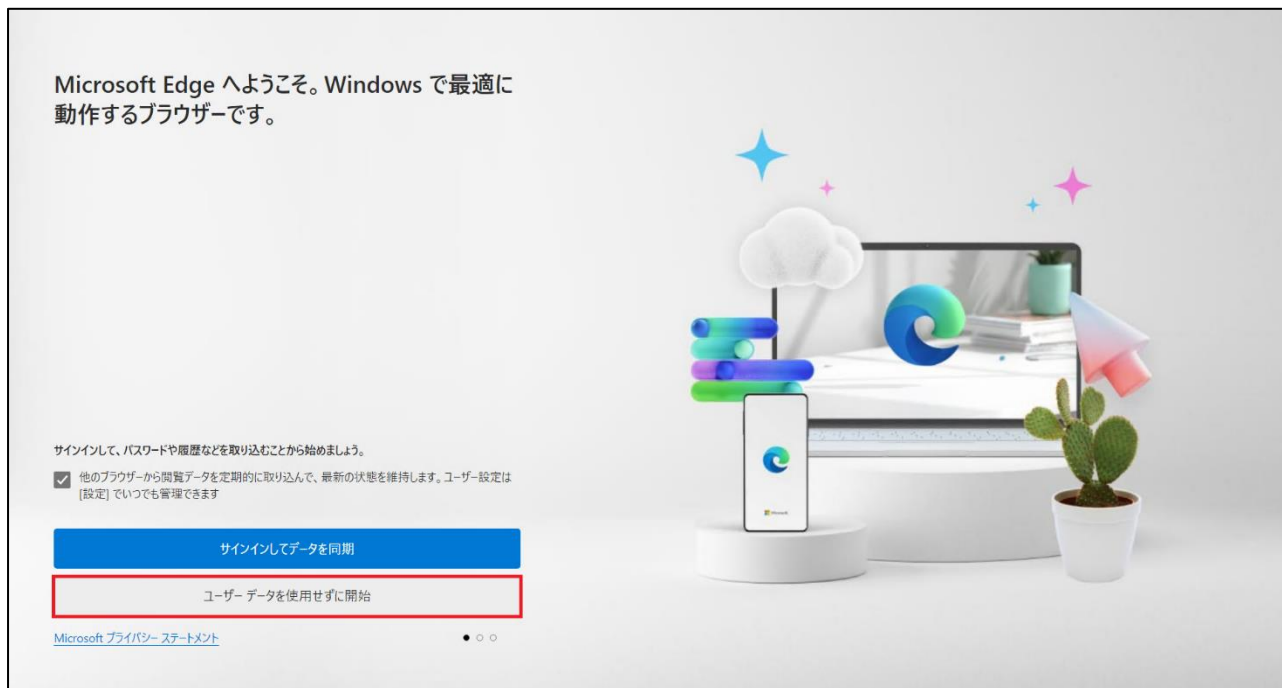 Microsoft Edge へようこそ。Windows で最適に
動作するブラウザーです。
サインインして、パスワードや履歴などを取り込むことから始めましょう。
他のブラウザーから閲覧データを定期的に取り込んで、最新の状態を維持します。ユーザー設定は
[設定] でいつでも管理できます
サインインしてデータを同期
ユーザー データを使用せずに開始
Microsoft プライバシー ステートメント
Microsoft